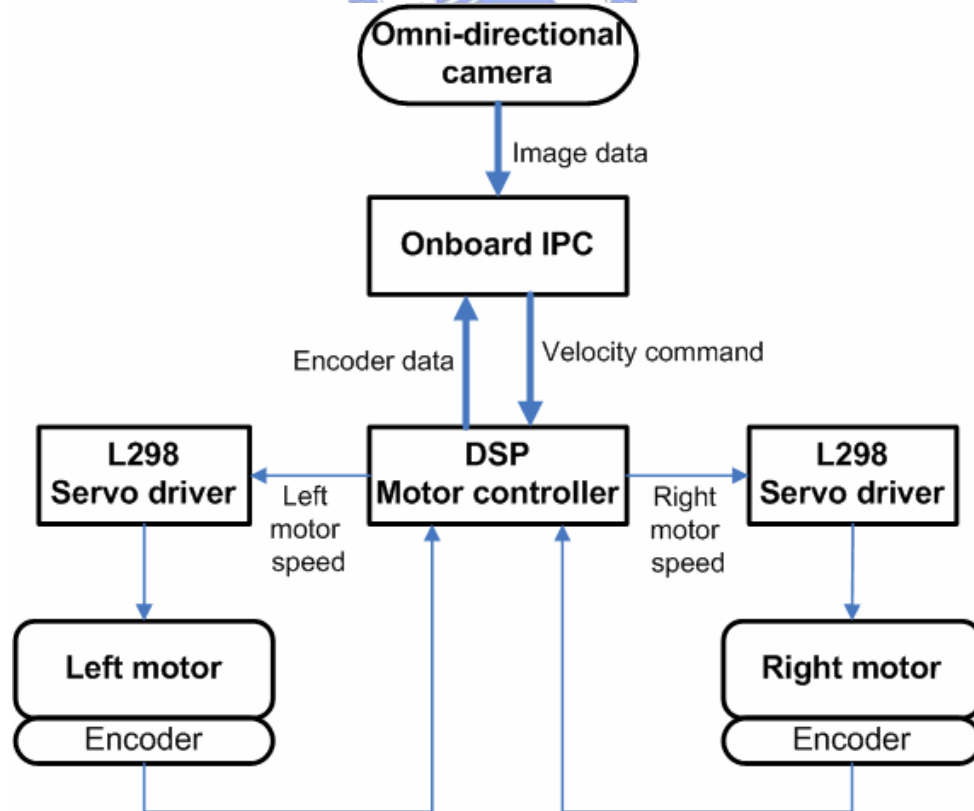 Omni-directional
camera
Image data
Onboard IPC
Encoder data
Velocity command
L298
Servo driver
Left
motor
speed
DSP
Motor controller
Right
motor
speed
L298
Servo driver
Left motor
Encoder
Right motor
Encoder